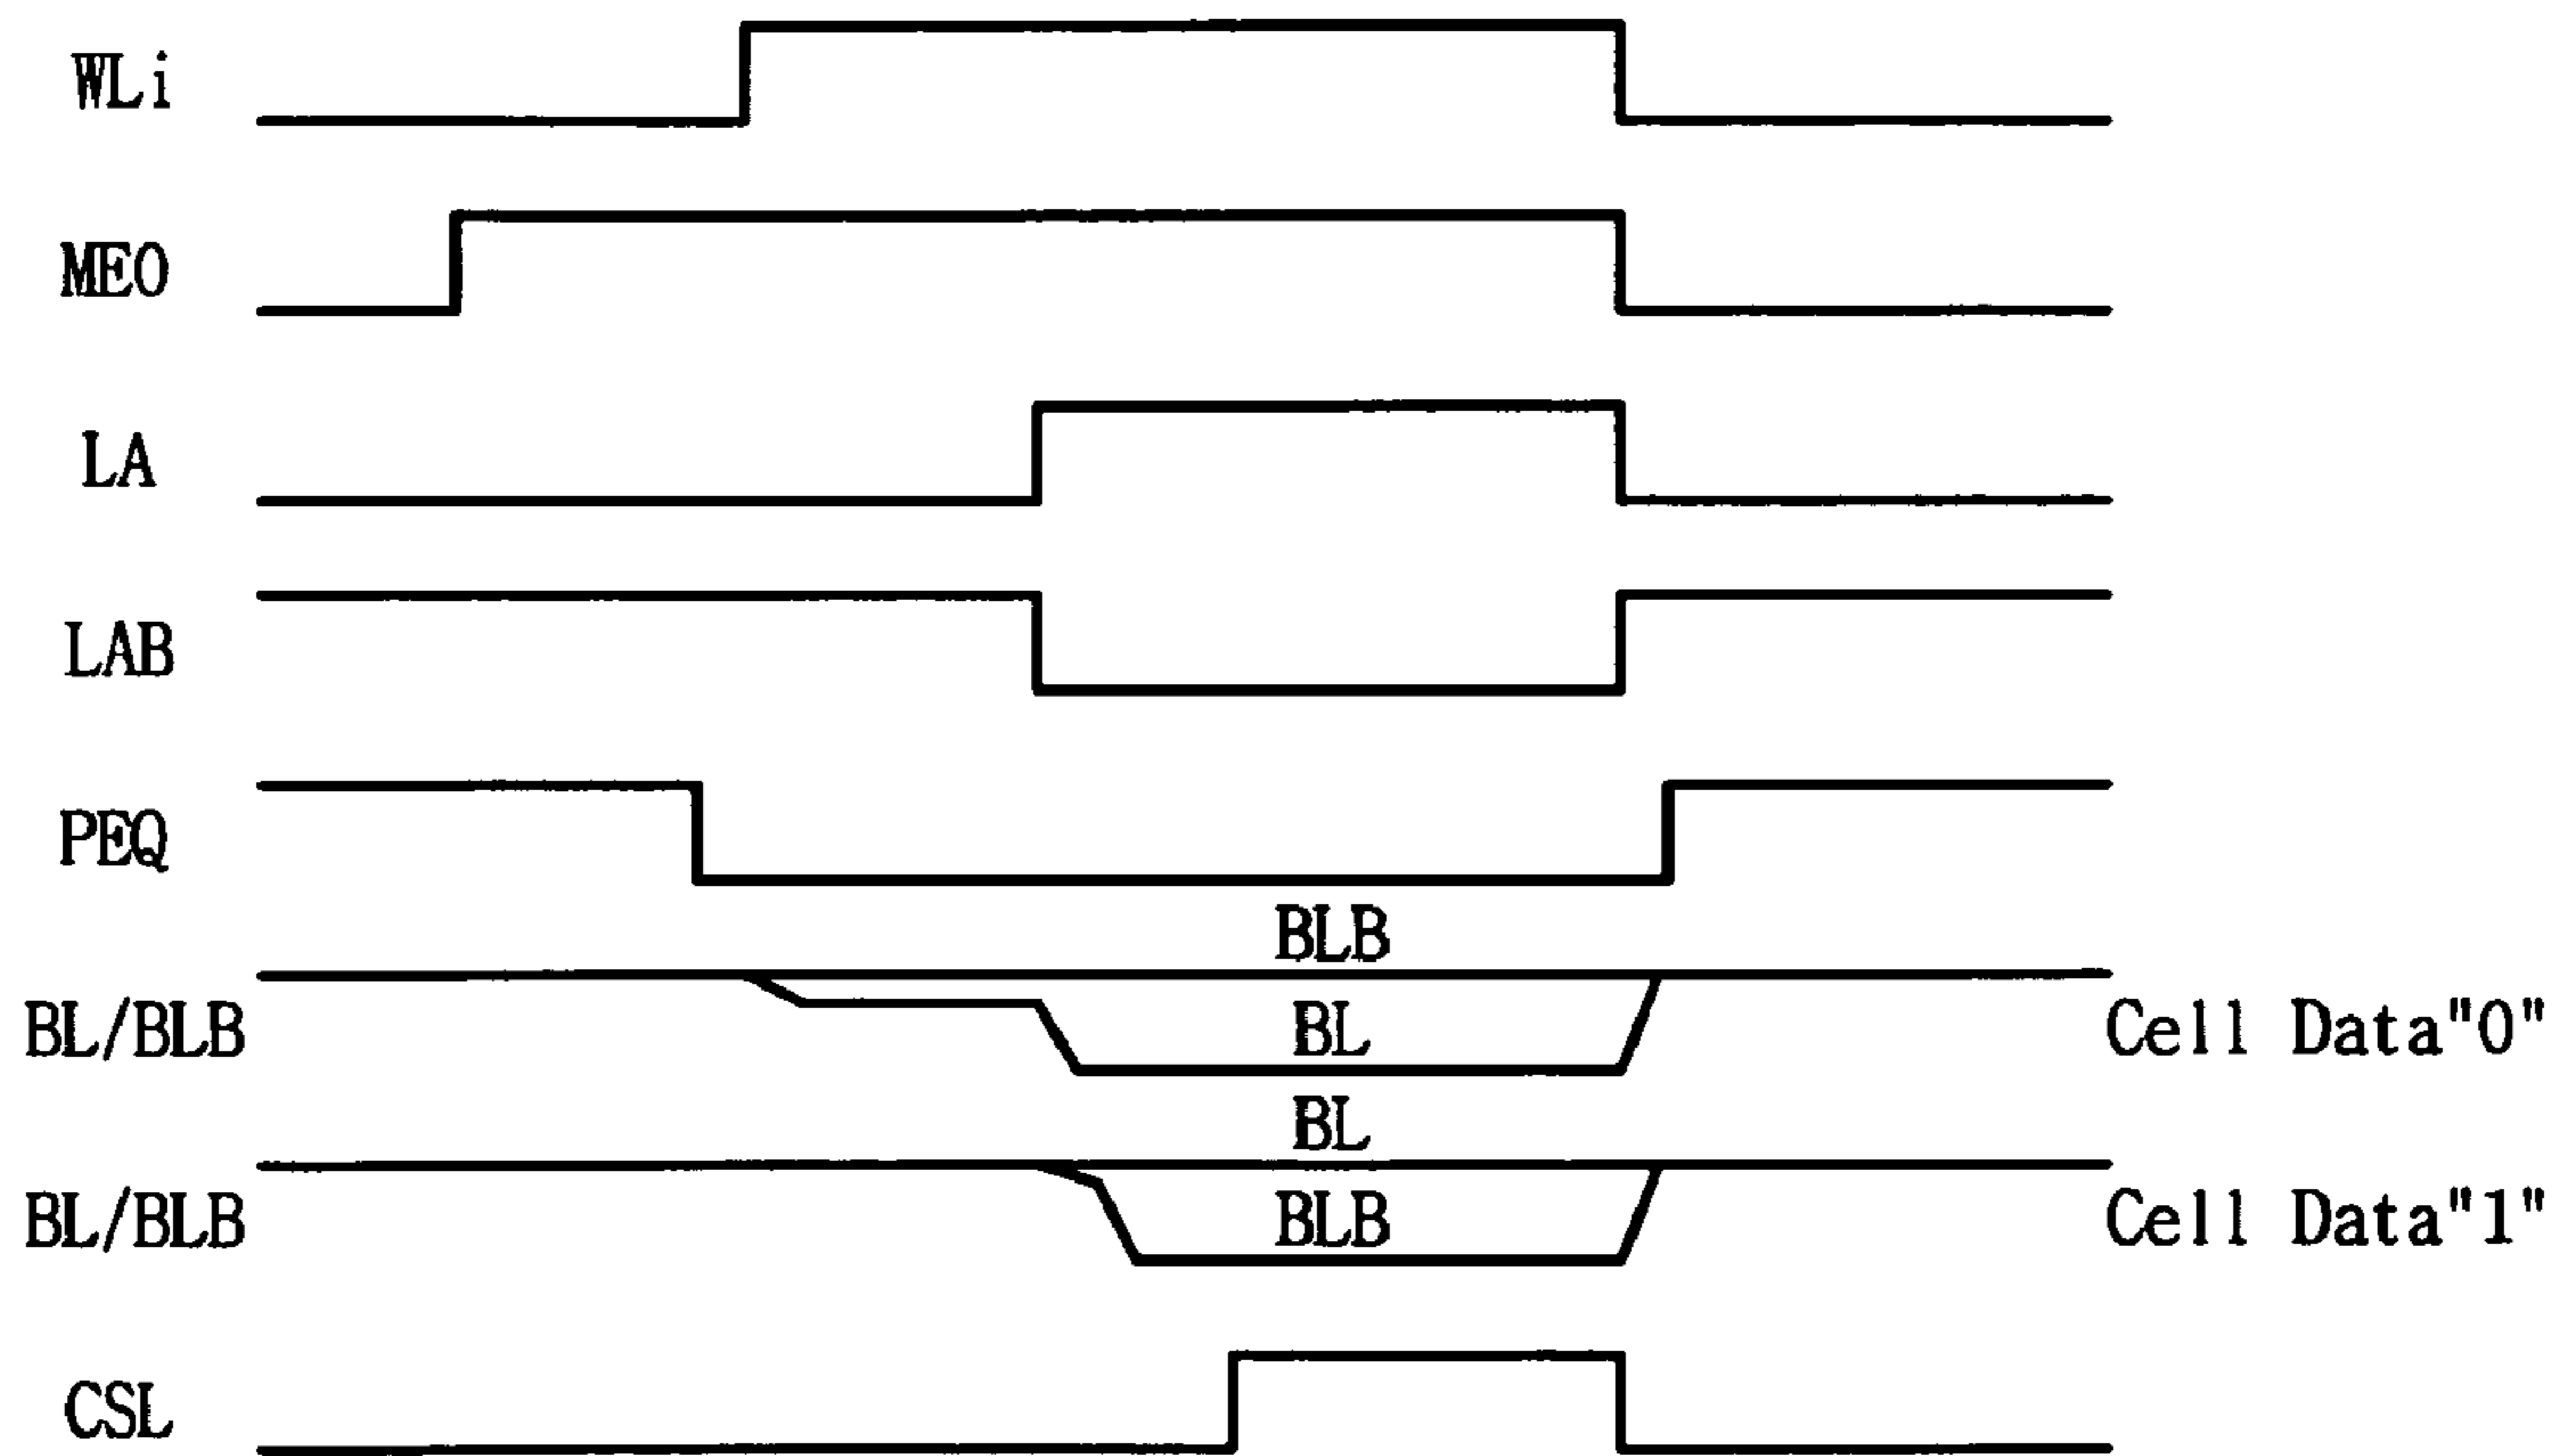 WLi
MEO
LA
LAB
PEQ
BLB
BL/BLB BL Cell Data"0"
BL
BL/BLB BLB Cell Data"1"
CSL